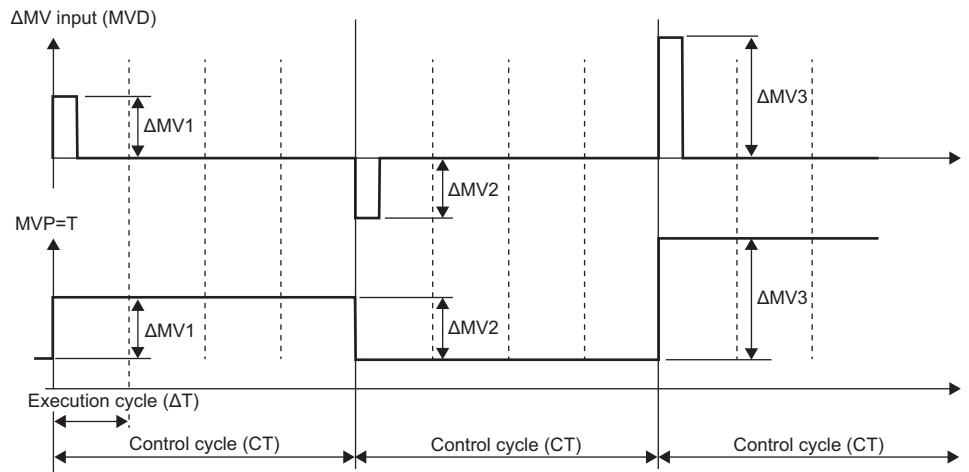 ΔMV input (MVD)
ΔMV1
ΔMV2
ΔMV3
MVP=T
ΔMV1
ΔMV2
ΔMV3
Execution cycle (ΔT)
Control cycle (CT)
Control cycle (CT)
Control cycle (CT)